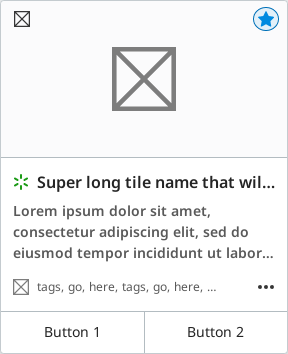 Super long tile name that wil...
Lorem ipsum dolor sit amet,
consectetur adipiscing elit, sed do
eiusmod tempor incididunt ut labor...
tags, go, here, tags, go, here, ...
Button 1
Button 2